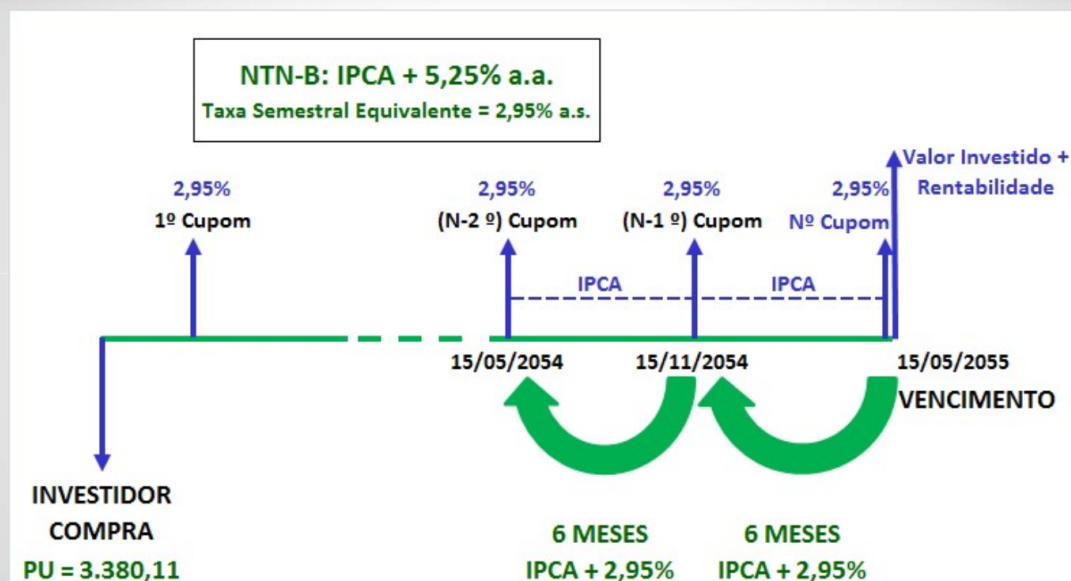 NTN-B: IPCA + 5,25% a.a.
Taxa Semestral Equivalente = 2,95% a.s.
Valor Investido +
Rentabilidade
2,95%
1º Cupom
2,95%
(N-2 º) Cupom
2,95%
(N-1 º) Cupom
2,95%
Nº Cupom
IPCA
IPCA
15/05/2054
15/11/2054
15/05/2055
VENCIMENTO
INVESTIDOR
COMPRA
PU = 3.380,11
6 MESES
IPCA + 2,95%
6 MESES
IPCA + 2,95%